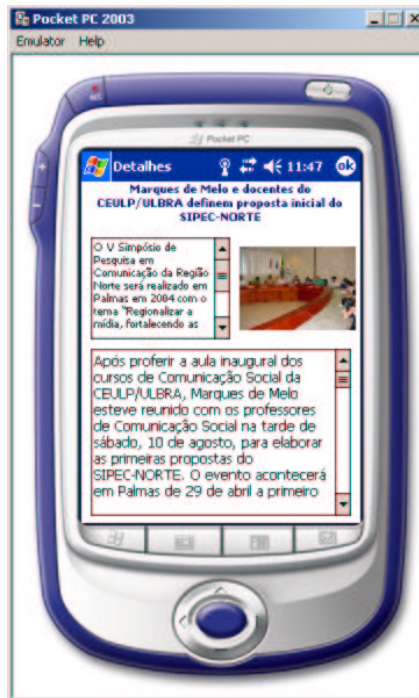 Pocket PC 2003
Emulator Help
Pocket PC
Detalhes 11:47 ok
Marques de Melo e docentes do
CEULP/ULBRA definem proposta inicial do
SIPEC-NORTE
O V Simpósio de
Pesquisa em
Comunicação da Região
Norte será realizado em
Palmas em 2004 com o
tema "Regionalizar a
mídia, fortalecendo as
Após proferir a aula inaugural dos
cursos de Comunicação Social da
CEULP/ULBRA, Marques de Melo
esteve reunido com os professores
de Comunicação Social na tarde de
sábado, 10 de agosto, para elaborar
as primeiras propostas do
SIPEC-NORTE. O evento acontecerá
em Palmas de 29 de abril a primeiro